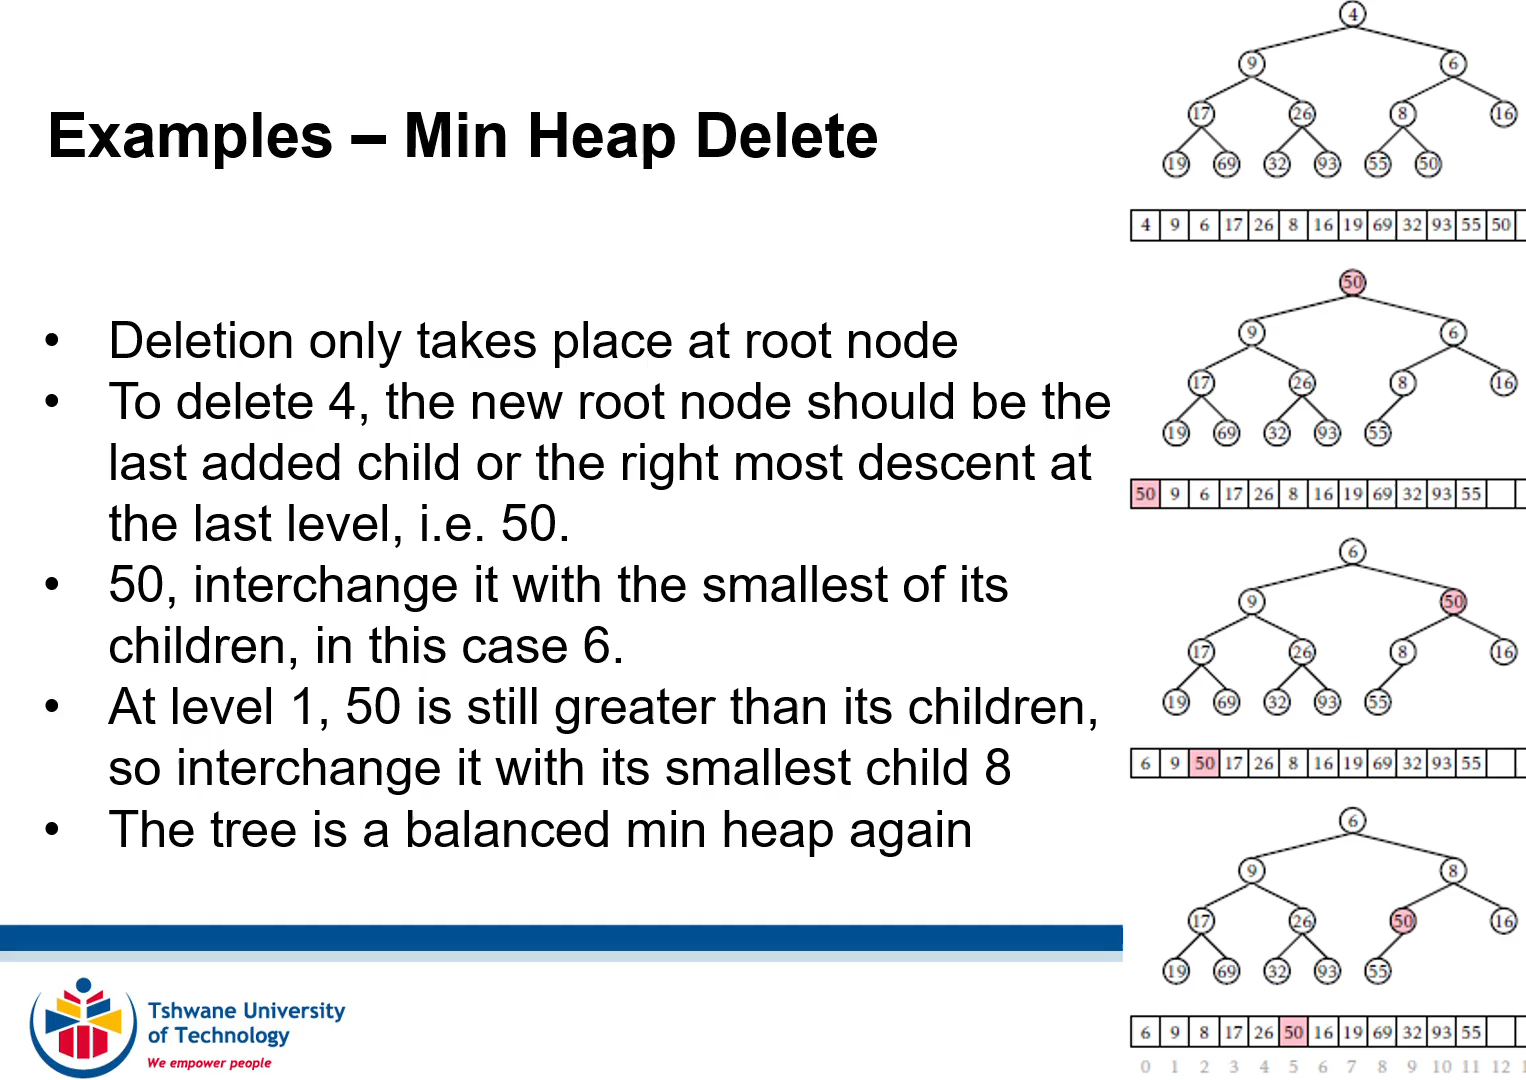 Examples – Min Heap Delete
• Deletion only takes place at root node
• To delete 4, the new root node should be the
last added child or the right most descent at
the last level, i.e. 50.
• 50, interchange it with the smallest of its
children, in this case 6.
• At level 1, 50 is still greater than its children,
so interchange it with its smallest child 8
• The tree is a balanced min heap again
Tshwane University
of Technology
We empower people
4
9 6
17 26 8 16
19 69 32 93 55 50
4 9 6 17 26 8 16 19 69 32 93 55 50
50
9 6
17 26 8 16
19 69 32 93 55
50 9 6 17 26 8 16 19 69 32 93 55
6
9 50
17 26 8 16
19 69 32 93 55
6 9 50 17 26 8 16 19 69 32 93 55
6
9 8
17 26 50 16
19 69 32 93 55
6 9 8 17 26 50 16 19 69 32 93 55
0 1 2 3 4 5 6 7 8 9 10 11 12